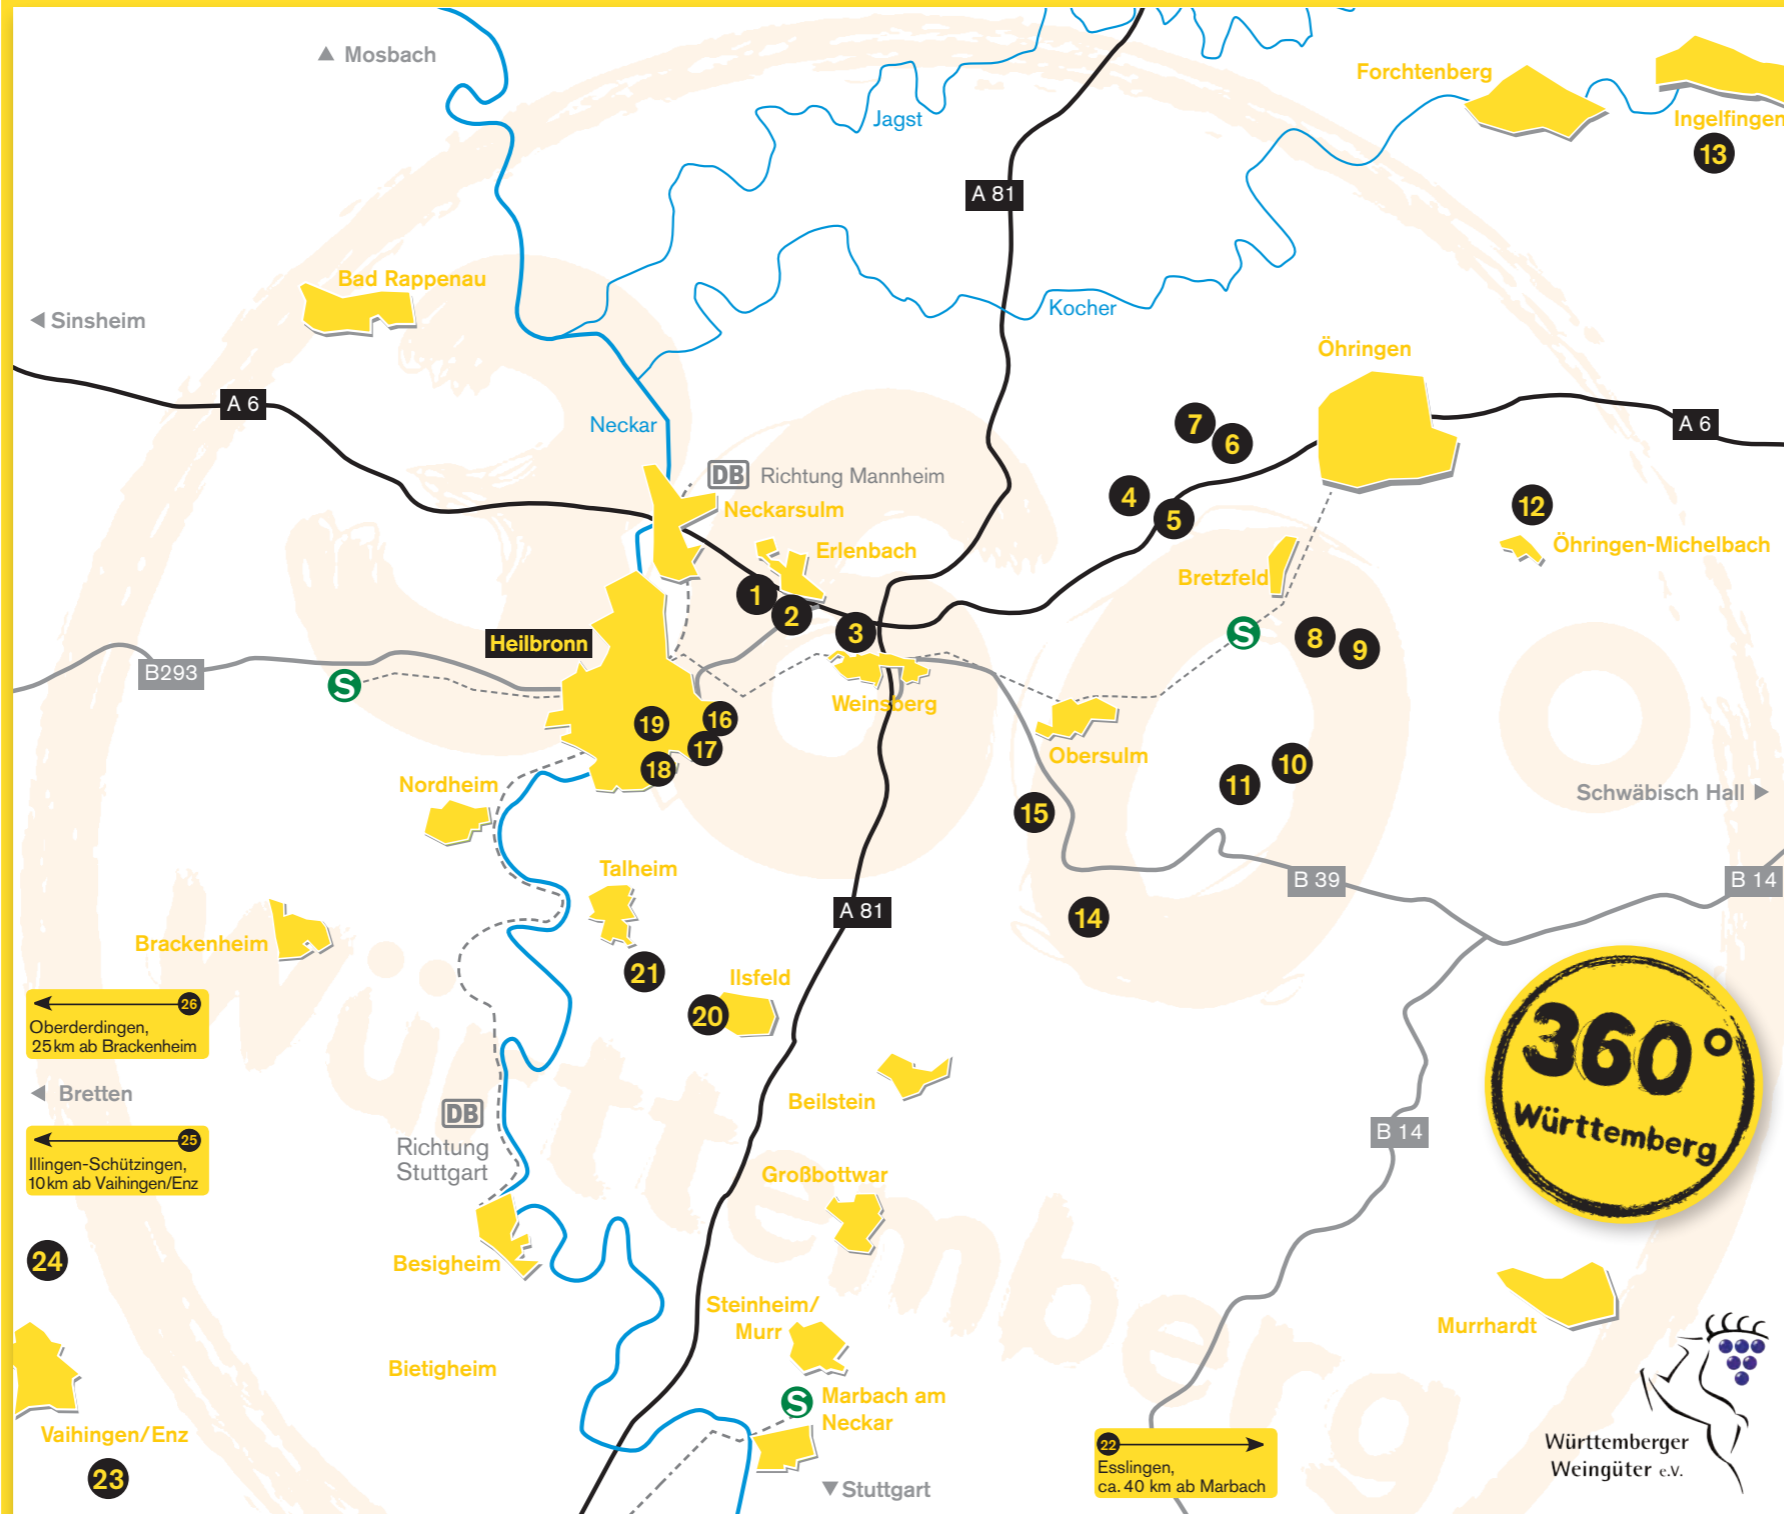 Mosbach
Forchtenberg
Ingelfingen
13
Jagst
A 81
Bad Rappenau
Kocher
Sinsheim
Öhringen
A 6
Neckar
7
6
A 6
DB Richtung Mannheim
Neckarsulm
4
5
12
Öhringen-Michelbach
Erlenbach
Bretzfeld
1
2
3
Heilbronn
S
8
9
B293
S
Weinsberg
19
16
17
18
Obersulm
10
11
Nordheim
Schwäbisch Hall
15
Talheim
B 39
B 14
A 81
14
Brackenheim
21
Ilsfeld
20
26
Oberderdingen,
25 km ab Brackenheim
360°
Württemberg
Bretten
Beilstein
DB
Richtung
Stuttgart
B 14
25
Illingen-Schützingen,
10 km ab Vaihingen/Enz
Großbottwar
24
Besigheim
Steinheim/
Murr
Murrhardt
Bietigheim
S
Marbach am
Neckar
Vaihingen/Enz
23
22
Esslingen,
ca. 40 km ab Marbach
Stuttgart
Württemberger
Weingüter e.V.
360°
Württemberg